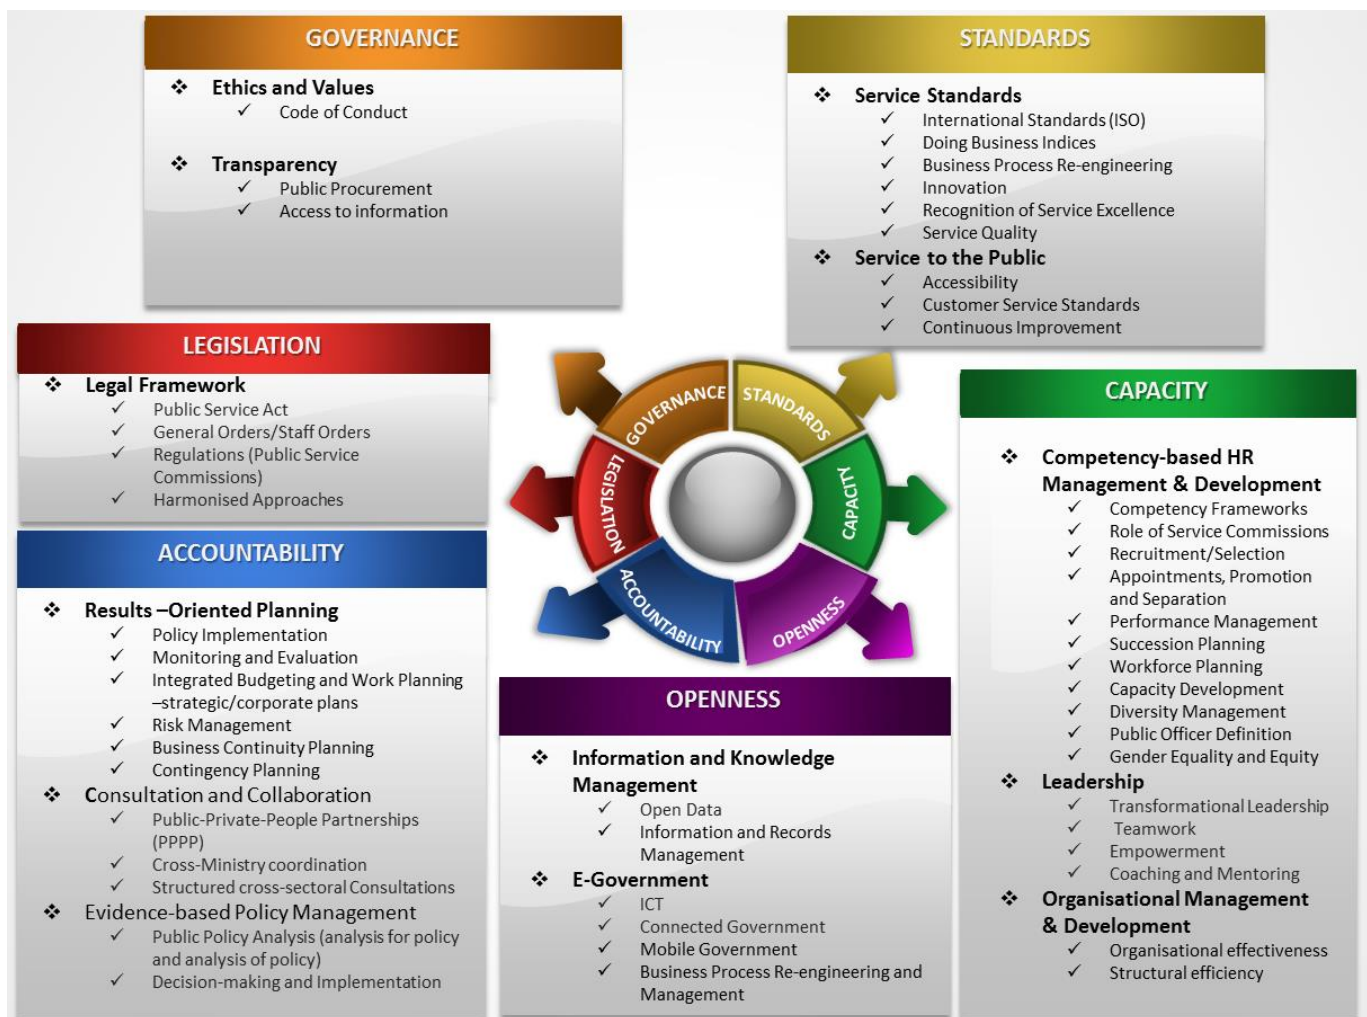 GOVERNANCE
❖ Ethics and Values
✓ Code of Conduct
❖ Transparency
✓ Public Procurement
✓ Access to information
STANDARDS
❖ Service Standards
✓ International Standards (ISO)
✓ Doing Business Indices
✓ Business Process Re-engineering
✓ Innovation
✓ Recognition of Service Excellence
✓ Service Quality
❖ Service to the Public
✓ Accessibility
✓ Customer Service Standards
✓ Continuous Improvement
LEGISLATION
❖ Legal Framework
✓ Public Service Act
✓ General Orders/Staff Orders
✓ Regulations (Public Service
Commissions)
✓ Harmonised Approaches
GOVERNANCE
STANDARDS
CAPACITY
OPENNESS
ACCOUNTABILITY
LEGISLATION
CAPACITY
❖ Competency-based HR
Management & Development
✓ Competency Frameworks
✓ Role of Service Commissions
✓ Recruitment/Selection
✓ Appointments, Promotion
and Separation
✓ Performance Management
✓ Succession Planning
✓ Workforce Planning
✓ Capacity Development
✓ Diversity Management
✓ Public Officer Definition
✓ Gender Equality and Equity
❖ Leadership
✓ Transformational Leadership
✓ Teamwork
✓ Empowerment
✓ Coaching and Mentoring
❖ Organisational Management
& Development
✓ Organisational effectiveness
✓ Structural efficiency
ACCOUNTABILITY
❖ Results –Oriented Planning
✓ Policy Implementation
✓ Monitoring and Evaluation
✓ Integrated Budgeting and Work Planning
–strategic/corporate plans
✓ Risk Management
✓ Business Continuity Planning
✓ Contingency Planning
❖ Consultation and Collaboration
✓ Public-Private-People Partnerships
(PPPP)
✓ Cross-Ministry coordination
✓ Structured cross-sectoral Consultations
❖ Evidence-based Policy Management
✓ Public Policy Analysis (analysis for policy
and analysis of policy)
✓ Decision-making and Implementation
OPENNESS
❖ Information and Knowledge
Management
✓ Open Data
✓ Information and Records
Management
❖ E-Government
✓ ICT
✓ Connected Government
✓ Mobile Government
✓ Business Process Re-engineering and
Management